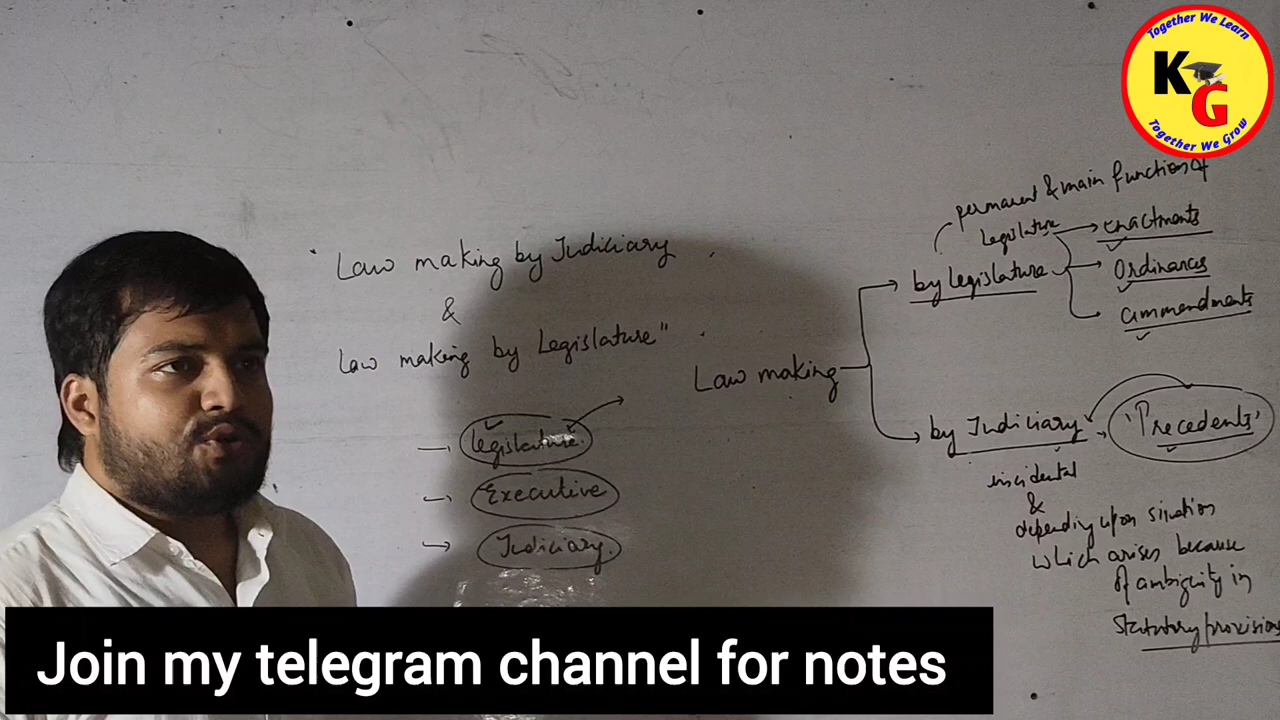 Together We Learn
KG
Together We Grow
"Law making by Judiciary
&
Law making by Legislature"
legislature
Executive
Judiciary
Law making
permanent & main function of
legislature
by legislature
enactments
Ordinances
ammendments
by Judiciary
'Precedents'
incidental
&
depending upon situation
which arises because
of ambiguity in
statutory provision
Join my telegram channel for notes